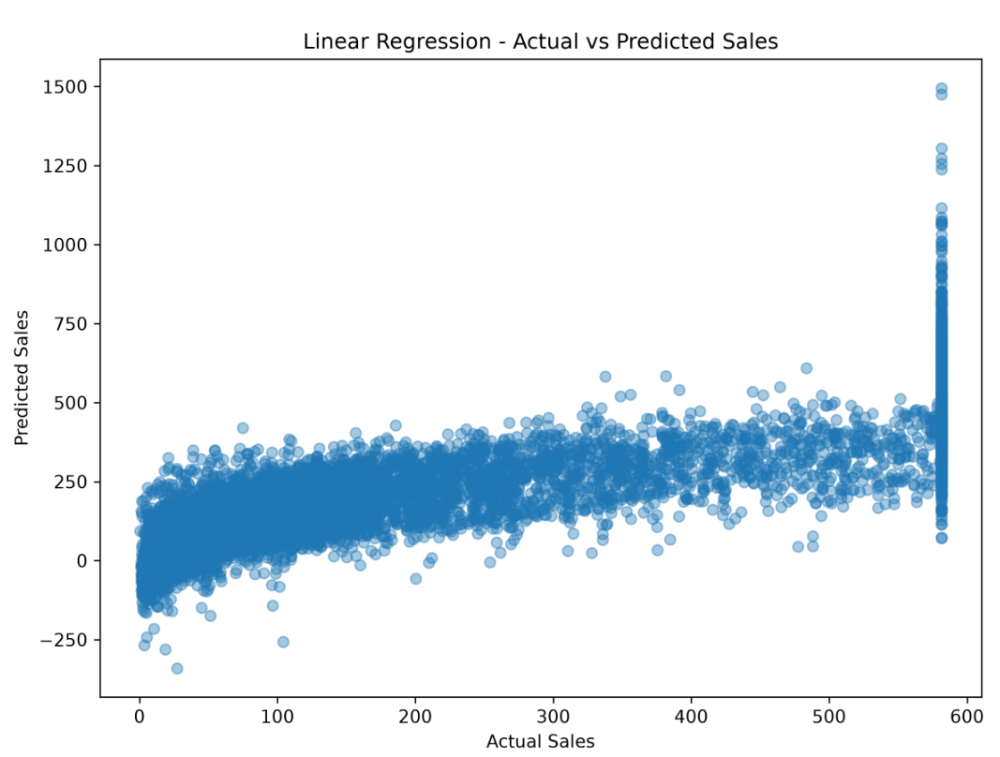 Linear Regression - Actual vs Predicted Sales
1500
1250
1000
750
500
250
0
−250
Predicted Sales
0 100 200 300 400 500 600
Actual Sales